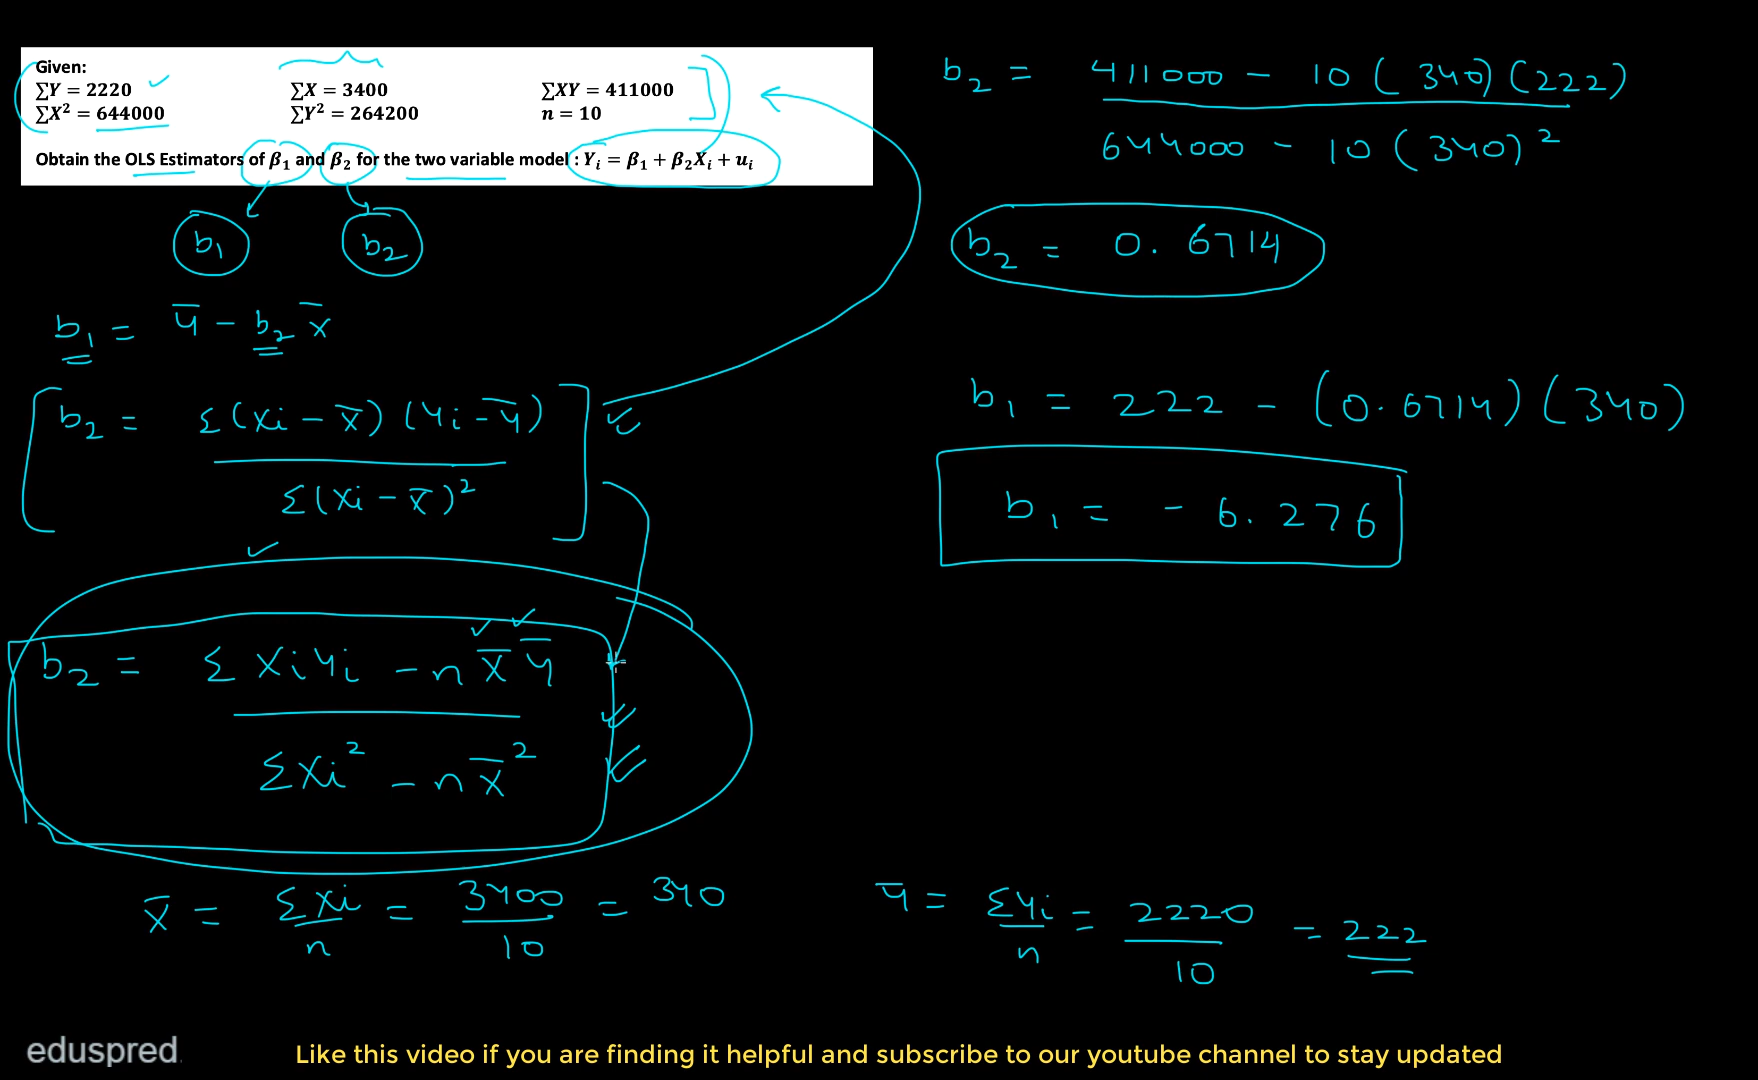 Given:
∑Y = 2220 ∑X = 3400 ∑XY = 411000
∑X² = 644000 ∑Y² = 264200 n = 10
Obtain the OLS Estimators of β₁ and β₂ for the two variable model : Yᵢ = β₁ + β₂Xᵢ + uᵢ
b₁ b₂
b₁ = ȳ - b₂ x̄
b₂ = Σ(xi - x̄)(yi - ȳ)
Σ(xi - x̄)²
b₂ = Σ xiyi - n x̄ ȳ
Σxi² - n x̄²
x̄ = Σxi = 3400 = 340
n 10
b₂ = 411000 - 10 (340)(222)
644000 - 10 (340)²
b₂ = 0.6714
b₁ = 222 - (0.6714)(340)
b₁ = - 6.276
ȳ = Σyi = 2220 = 222
n 10
eduspred
Like this video if you are finding it helpful and subscribe to our youtube channel to stay updated